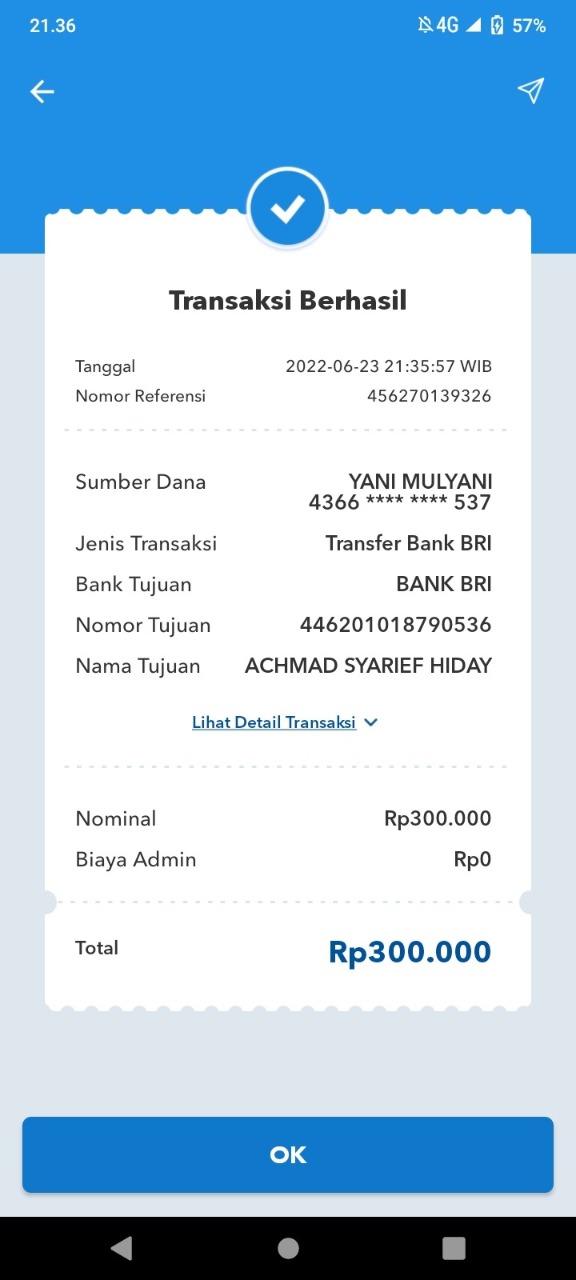 21.36 4G 57%
Transaksi Berhasil
Tanggal 2022-06-23 21:35:57 WIB
Nomor Referensi 456270139326
Sumber Dana YANI MULYANI
4366 **** **** 537
Jenis Transaksi Transfer Bank BRI
Bank Tujuan BANK BRI
Nomor Tujuan 446201018790536
Nama Tujuan ACHMAD SYARIEF HIDAY
Lihat Detail Transaksi
Nominal Rp300.000
Biaya Admin Rp0
Total Rp300.000
OK